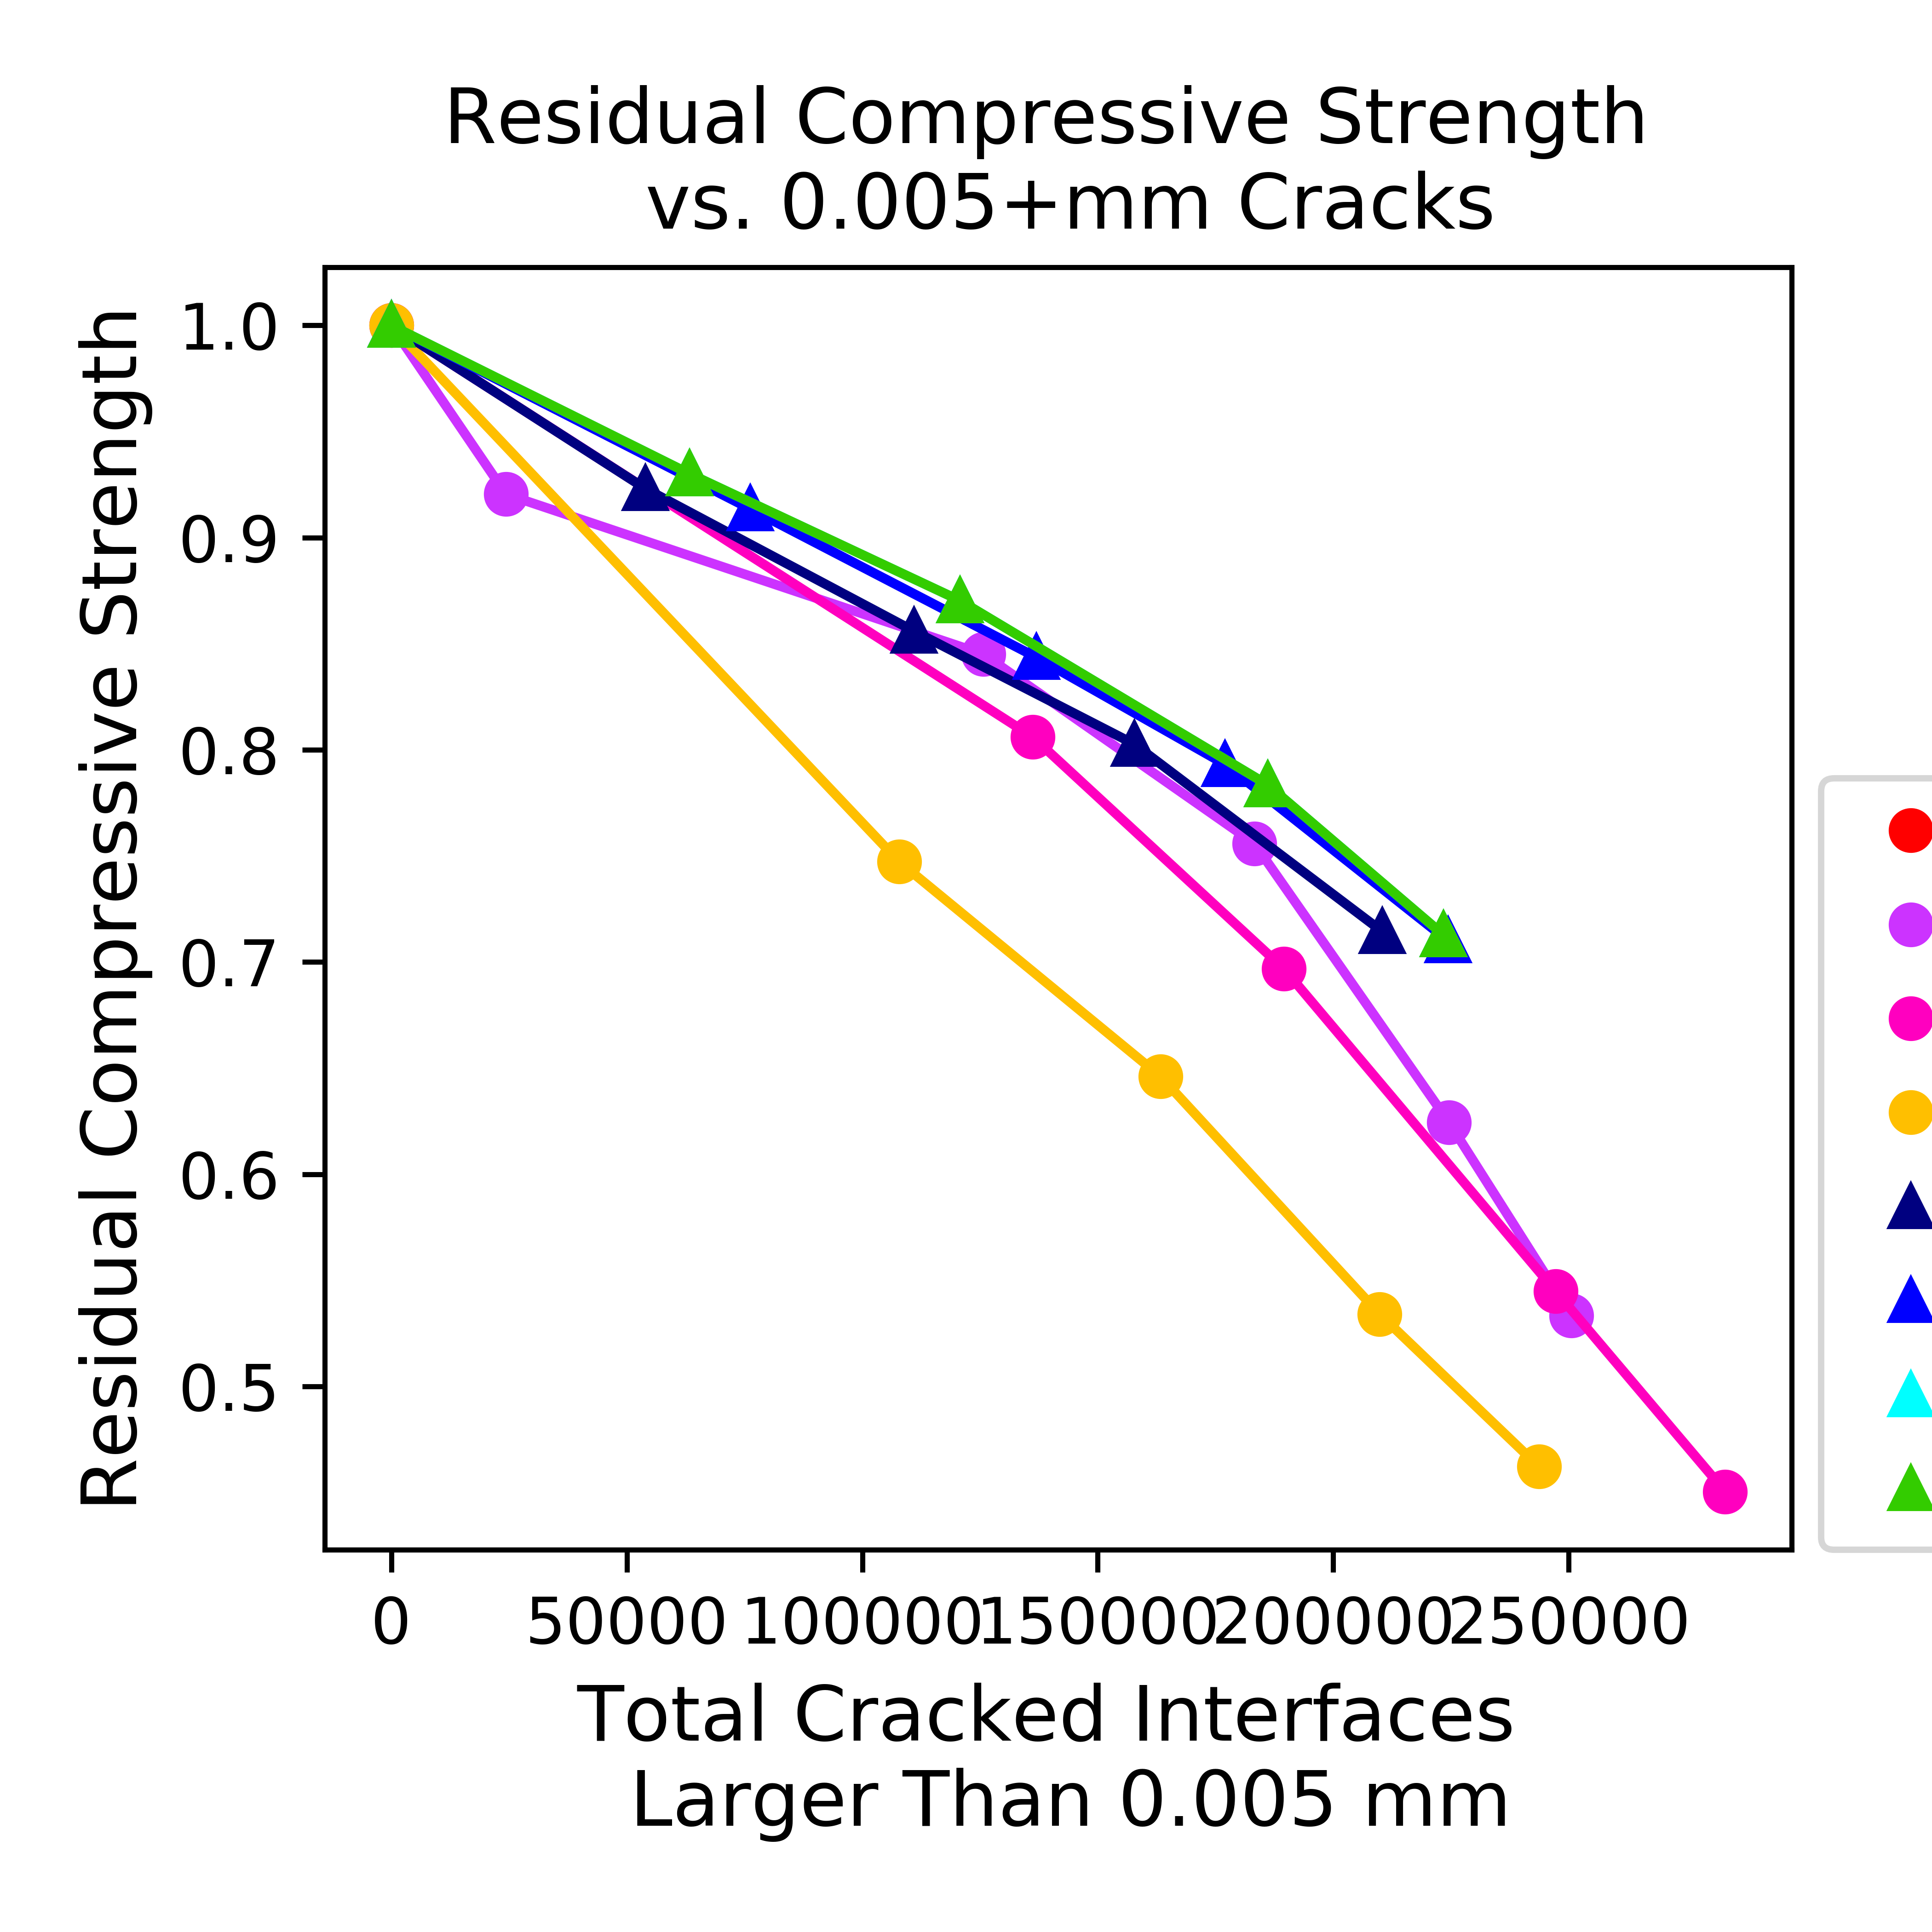 Residual Compressive Strength
vs. 0.005+mm Cracks
Residual Compressive Strength
1.0
0.9
0.8
0.7
0.6
0.5
0 50000 100000 150000 200000 250000
Total Cracked Interfaces
Larger Than 0.005 mm